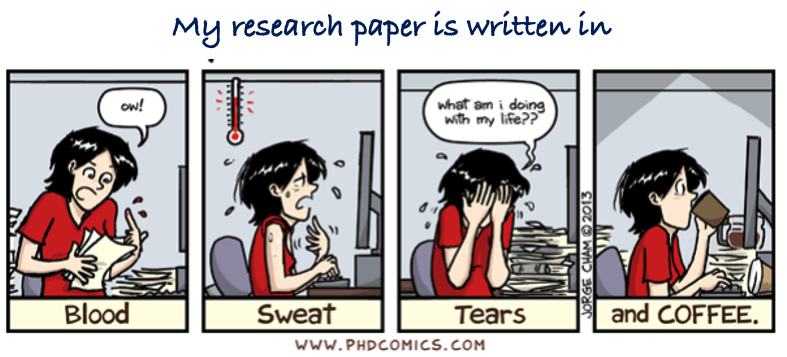 My research paper is written in
ow!
Blood
Sweat
what am i doing
with my life??
Tears
JORGE CHAM © 2013
and COFFEE.
WWW.PHDCOMICS.COM